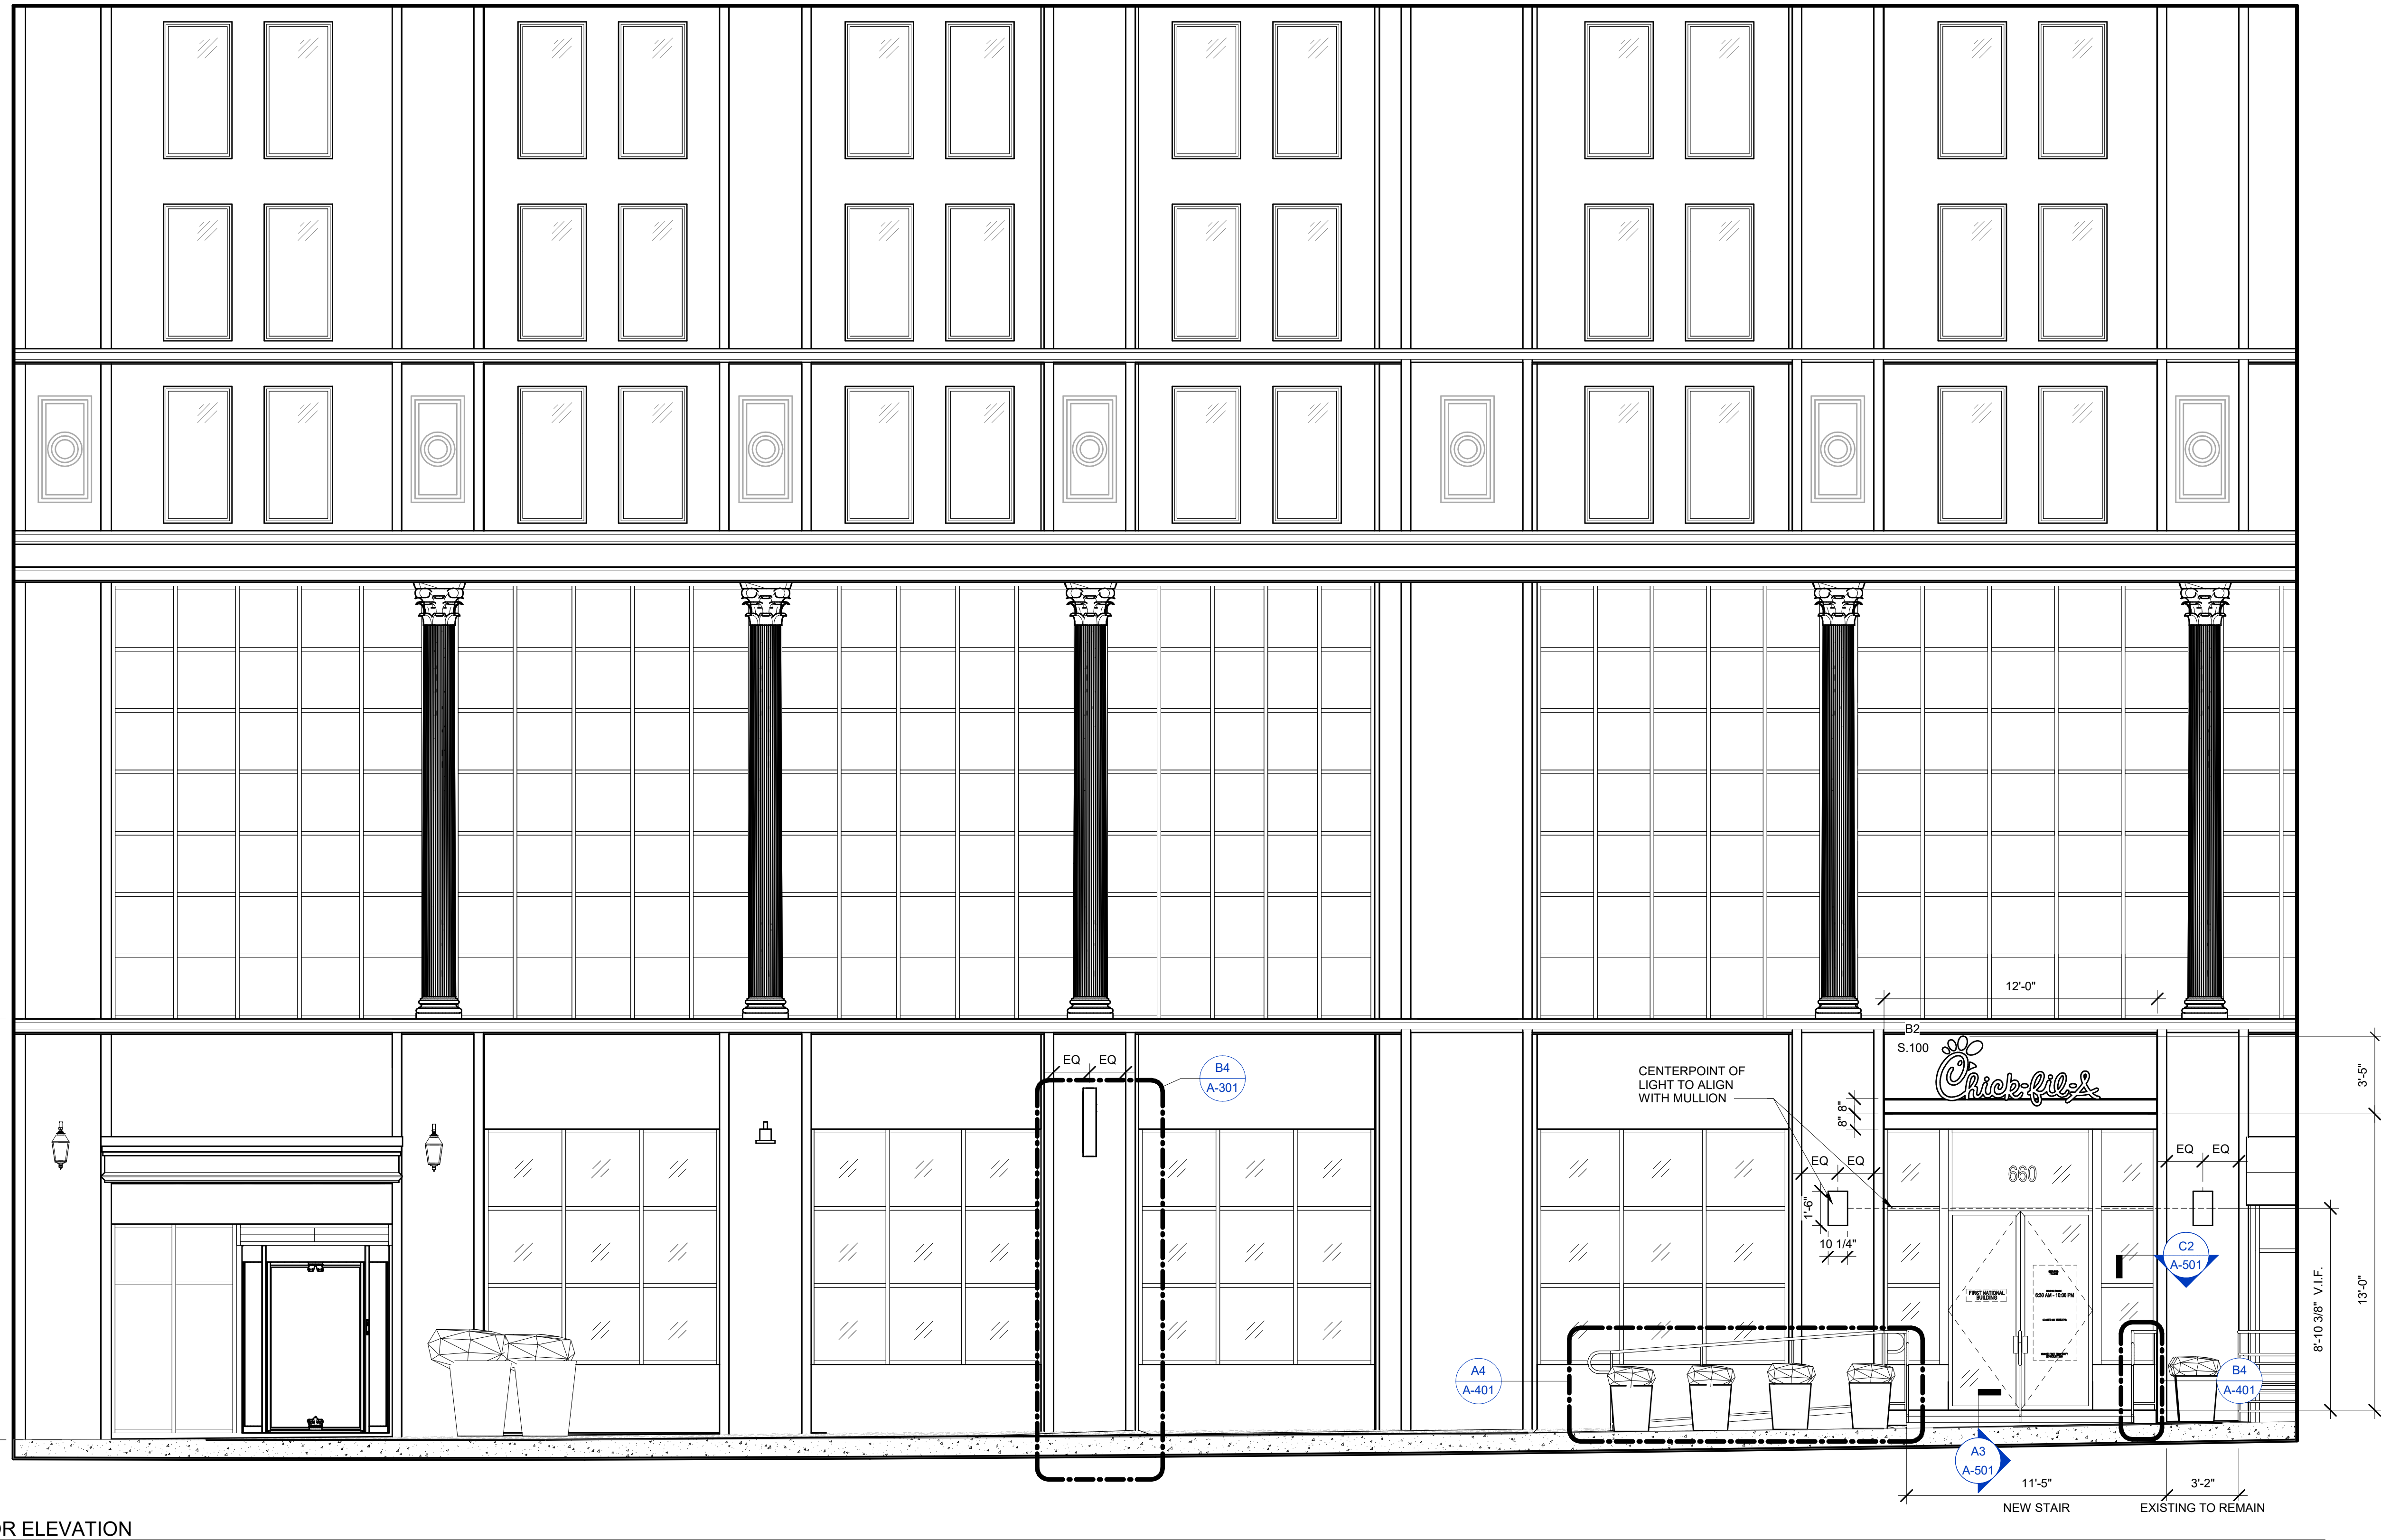 12'-0"
B2
S.100
Chick-fil-A
3'-5"
EQ EQ
B4
A-301
CENTERPOINT OF
LIGHT TO ALIGN
WITH MULLION
8" 8"
EQ EQ
660
EQ EQ
1'-6"
10 1/4"
C2
A-501
FIRST NATIONAL
BUILDING
6:30 AM - 10:00 PM
8'-10 3/8" V.I.F.
13'-0"
A4
A-401
B4
A-401
A3
A-501
11'-5"
3'-2"
NEW STAIR
EXISTING TO REMAIN
OR ELEVATION